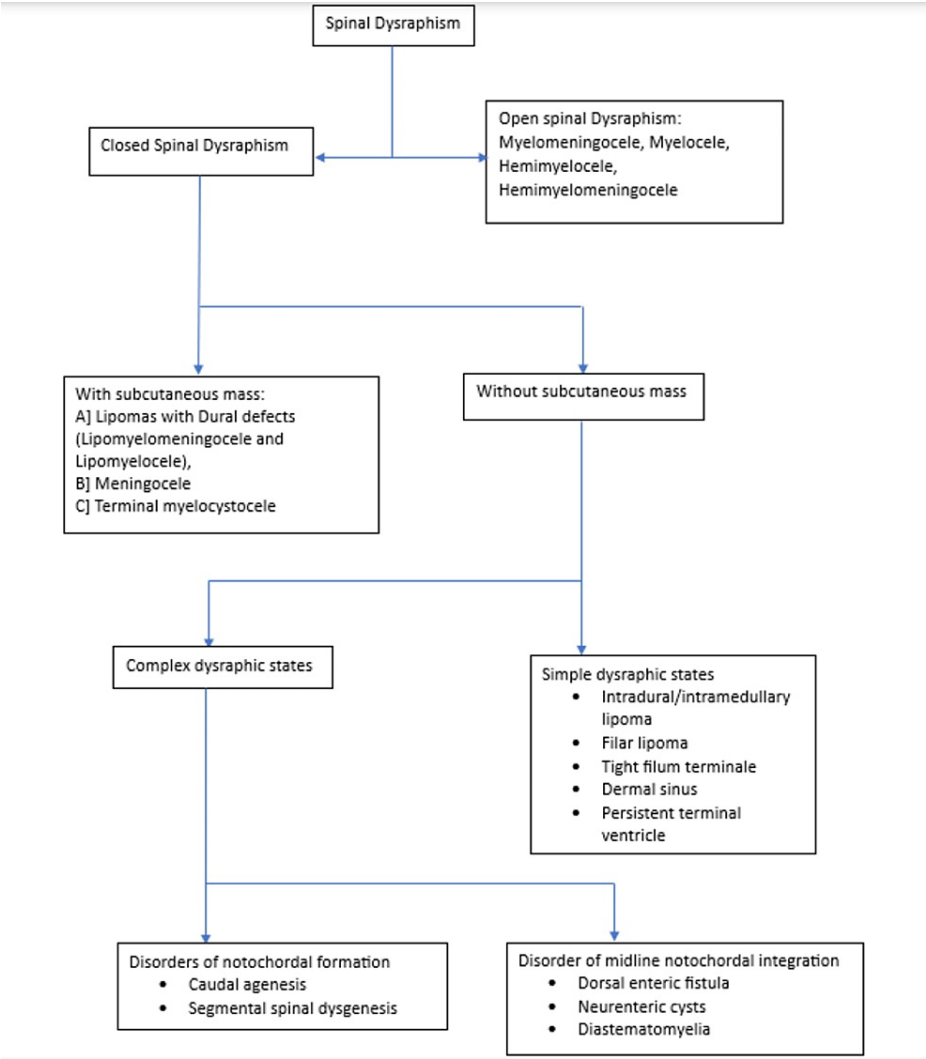 Spinal Dysraphism
Closed Spinal Dysraphism
Open spinal Dysraphism:
Myelomeningocele, Myelocele,
Hemimyelocele,
Hemimyelomeningocele
With subcutaneous mass:
A] Lipomas with Dural defects
(Lipomyelomeningocele and
Lipomyelocele),
B] Meningocele
C] Terminal myelocystocele
Without subcutaneous mass
Complex dysraphic states
Simple dysraphic states
• Intradural/intramedullary
lipoma
• Filar lipoma
• Tight filum terminale
• Dermal sinus
• Persistent terminal
ventricle
Disorders of notochordal formation
• Caudal agenesis
• Segmental spinal dysgenesis
Disorder of midline notochordal integration
• Dorsal enteric fistula
• Neurenteric cysts
• Diastematomyelia